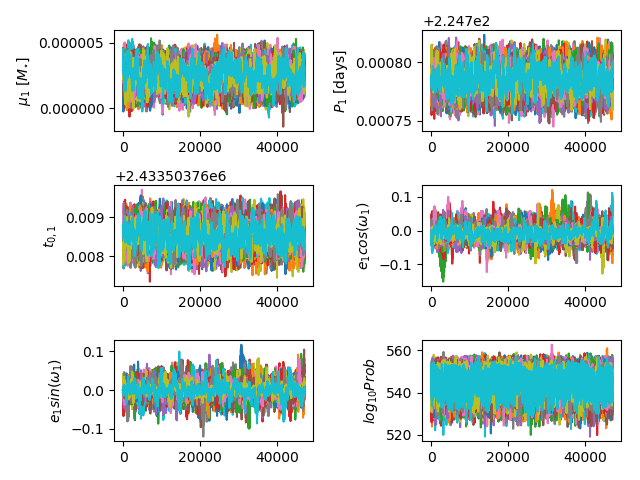 +2.247e2
0.000005
0.000000
μ₁ [M⋆]
0 20000 40000
0.00080
0.00075
P₁ [days]
0 20000 40000
+2.43350376e6
0.009
0.008
t₀,₁
0 20000 40000
0.1
0.0
−0.1
e₁cos(ω₁)
0 20000 40000
0.1
0.0
−0.1
e₁sin(ω₁)
0 20000 40000
560
540
520
log₁₀Prob
0 20000 40000